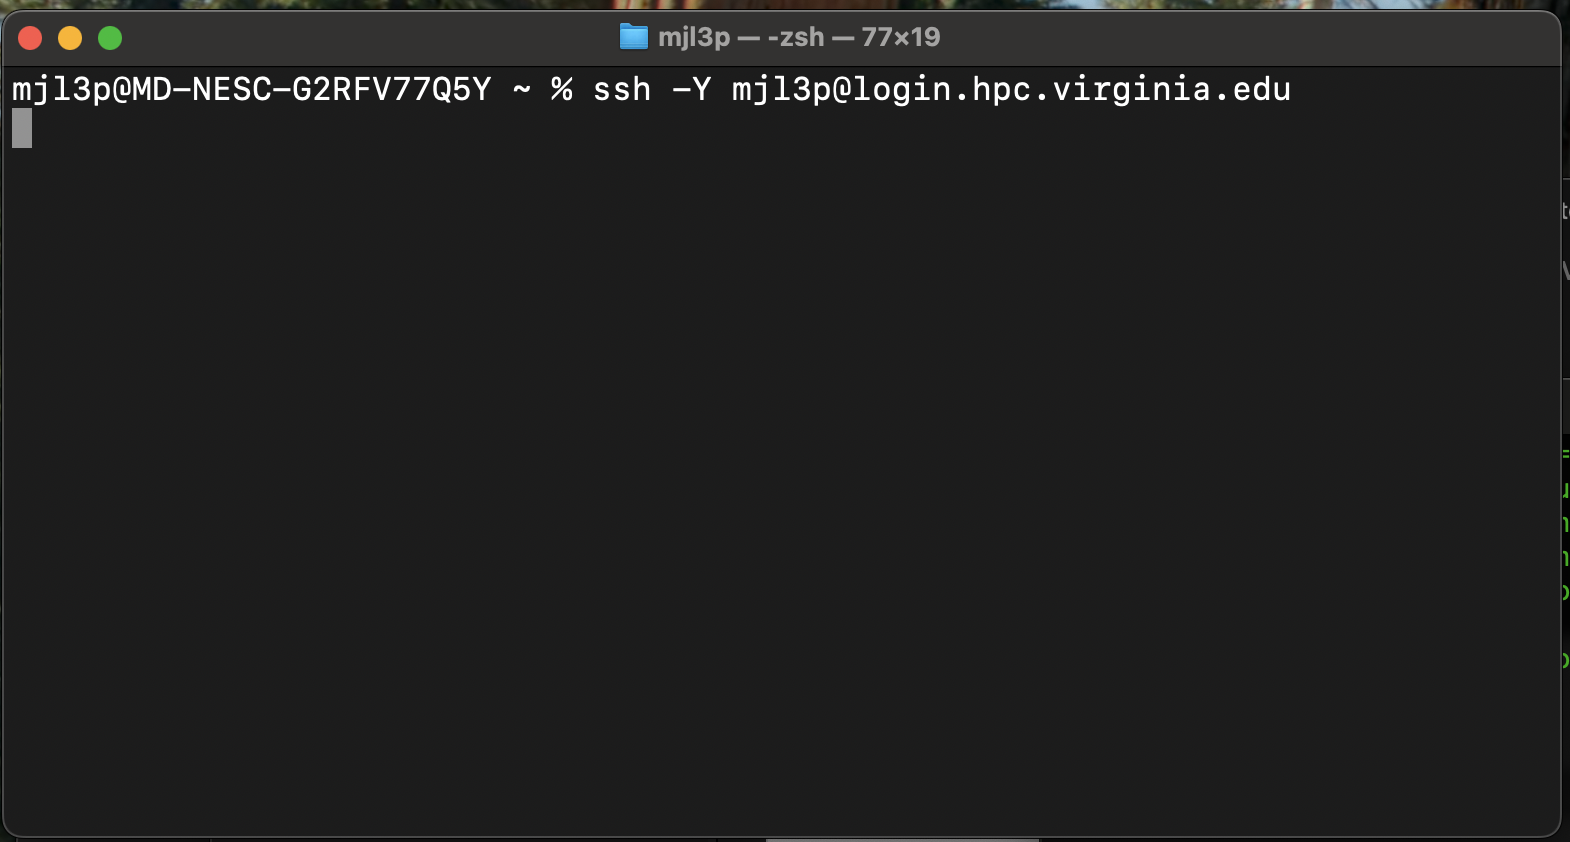 mjl3p — -zsh — 77×19
mjl3p@MD-NESC-G2RFV77Q5Y ~ % ssh -Y mjl3p@login.hpc.virginia.edu